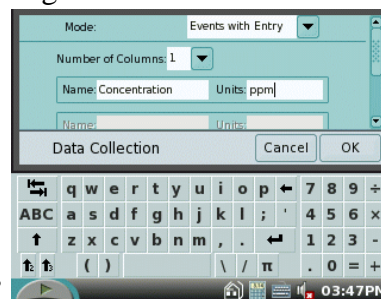 Mode: Events with Entry
Number of Columns: 1
Name: Concentration Units: ppm
Name: Units:
Data Collection Cancel OK
q w e r t y u i o p 7 8 9 ÷
ABC a s d f g h j k l ; ' 4 5 6 ×
z x c v b n m , . 1 2 3 -
( ) \ / π . 0 = +
03:47PM